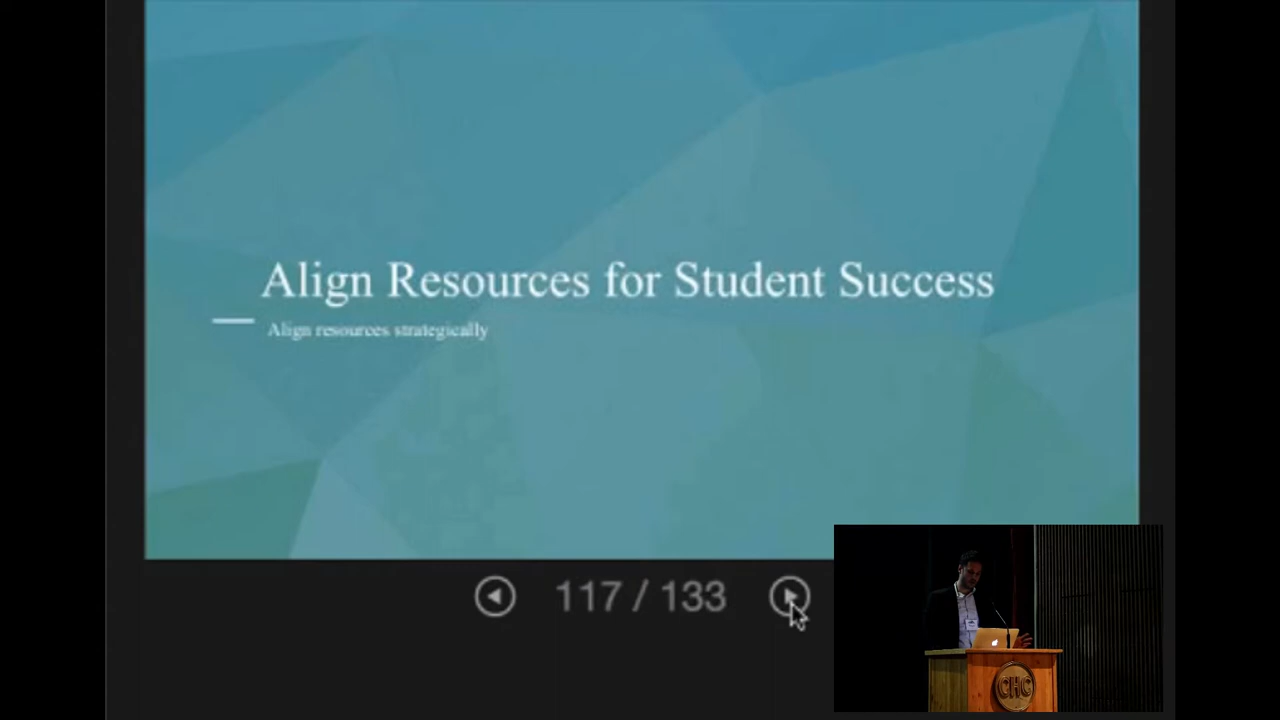 Align Resources for Student Success
Align resources strategically
117 / 133
CHC